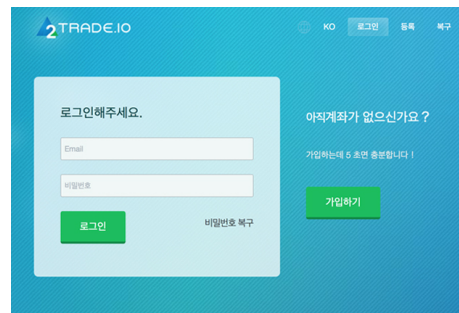 2TRADE.IO
KO 로그인 등록 복구
로그인해주세요.
Email
비밀번호
로그인
비밀번호 복구
아직계좌가 없으신가요 ?
가입하는데 5 초면 충분합니다 !
가입하기